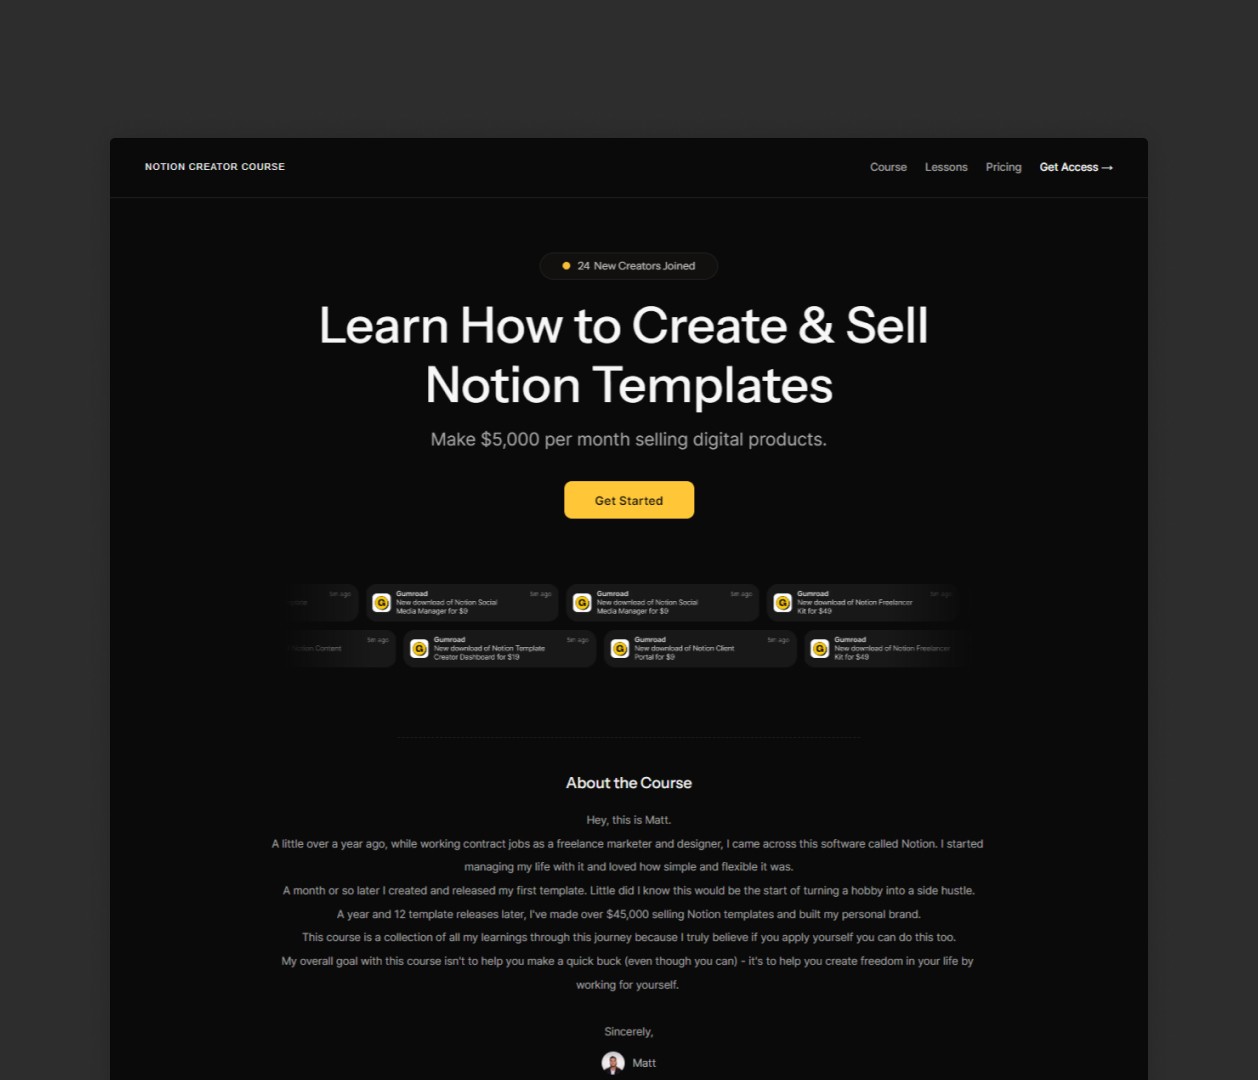 NOTION CREATOR COURSE
Course Lessons Pricing Get Access →
24 New Creators Joined
Learn How to Create & Sell
Notion Templates
Make $5,000 per month selling digital products.
Get Started
5m ago
Gumroad 5m ago
New download of Notion Social
Media Manager for $9
Gumroad 5m ago
New download of Notion Social
Media Manager for $9
Gumroad 5m ago
New download of Notion Freelancer
Kit for $49
5m ago
Notion Content
Gumroad 5m ago
New download of Notion Template
Creator Dashboard for $19
Gumroad 5m ago
New download of Notion Client
Portal for $9
Gumroad
New download of Notion Freelancer
Kit for $49
About the Course
Hey, this is Matt.
A little over a year ago, while working contract jobs as a freelance marketer and designer, I came across this software called Notion. I started
managing my life with it and loved how simple and flexible it was.
A month or so later I created and released my first template. Little did I know this would be the start of turning a hobby into a side hustle.
A year and 12 template releases later, I've made over $45,000 selling Notion templates and built my personal brand.
This course is a collection of all my learnings through this journey because I truly believe if you apply yourself you can do this too.
My overall goal with this course isn't to help you make a quick buck (even though you can) - it's to help you create freedom in your life by
working for yourself.
Sincerely,
Matt